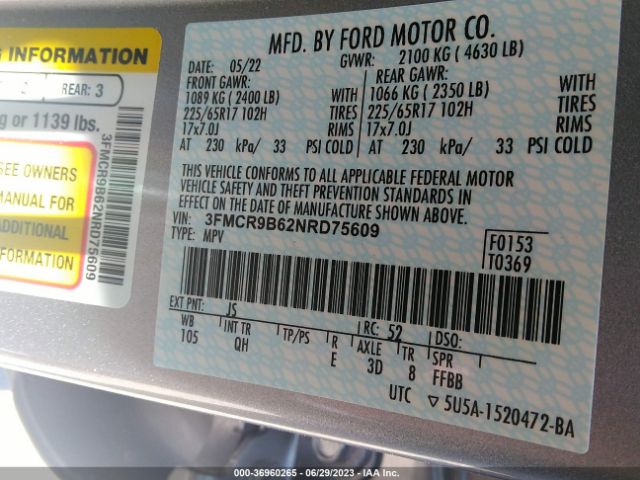 G INFORMATION
REAR: 3
g or 1139 lbs.
SEE OWNERS
MANUAL FOR
ADDITIONAL
INFORMATION
3FMCR9B62NRD75609
MFD. BY FORD MOTOR CO.
DATE: 05/22 GVWR: 2100 KG ( 4630 LB)
FRONT GAWR: REAR GAWR:
1089 KG ( 2400 LB) WITH 1066 KG ( 2350 LB) WITH
225/65R17 102H TIRES 225/65R17 102H TIRES
17x7.0J RIMS 17x7.0J RIMS
AT 230 kPa/ 33 PSI COLD AT 230 kPa/ 33 PSI COLD
THIS VEHICLE CONFORMS TO ALL APPLICABLE FEDERAL MOTOR
VEHICLE SAFETY AND THEFT PREVENTION STANDARDS IN
EFFECT ON THE DATE OF MANUFACTURE SHOWN ABOVE.
VIN: 3FMCR9B62NRD75609
TYPE: MPV
F0153
T0369
EXT PNT: JS RC: 52 DSO:
WB INT TR TP/PS R AXLE TR SPR
105 QH E 3D 8 FFBB
UTC 5U5A-1520472-BA
000-36960265 - 06/29/2023 - IAA Inc.